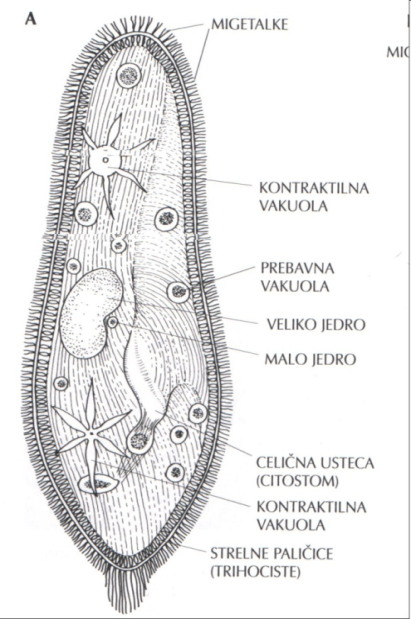 A
MIGETALKE
KONTRAKTILNA
VAKUOLA
PREBAVNA
VAKUOLA
VELIKO JEDRO
MALO JEDRO
CELIČNA USTECA
(CITOSTOM)
KONTRAKTILNA
VAKUOLA
STRELNE PALIČICE
(TRIHOCISTE)